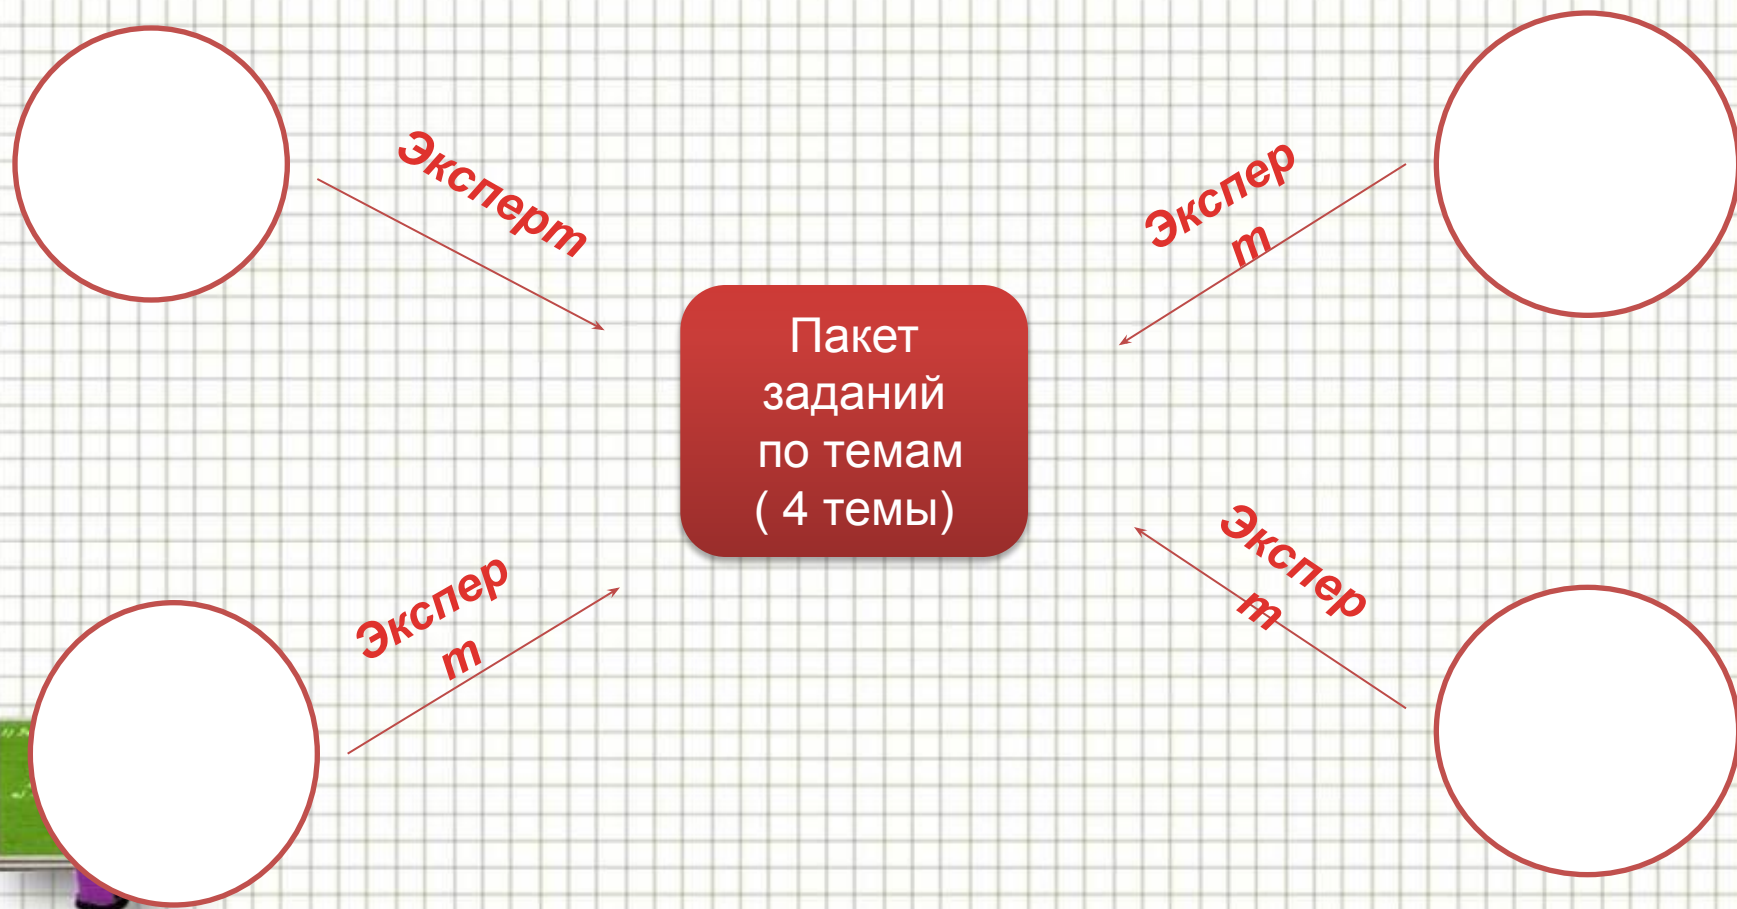 Эксперт
Экспер
т
Пакет
заданий
по темам
( 4 темы)
Экспер
т
Экспер
т